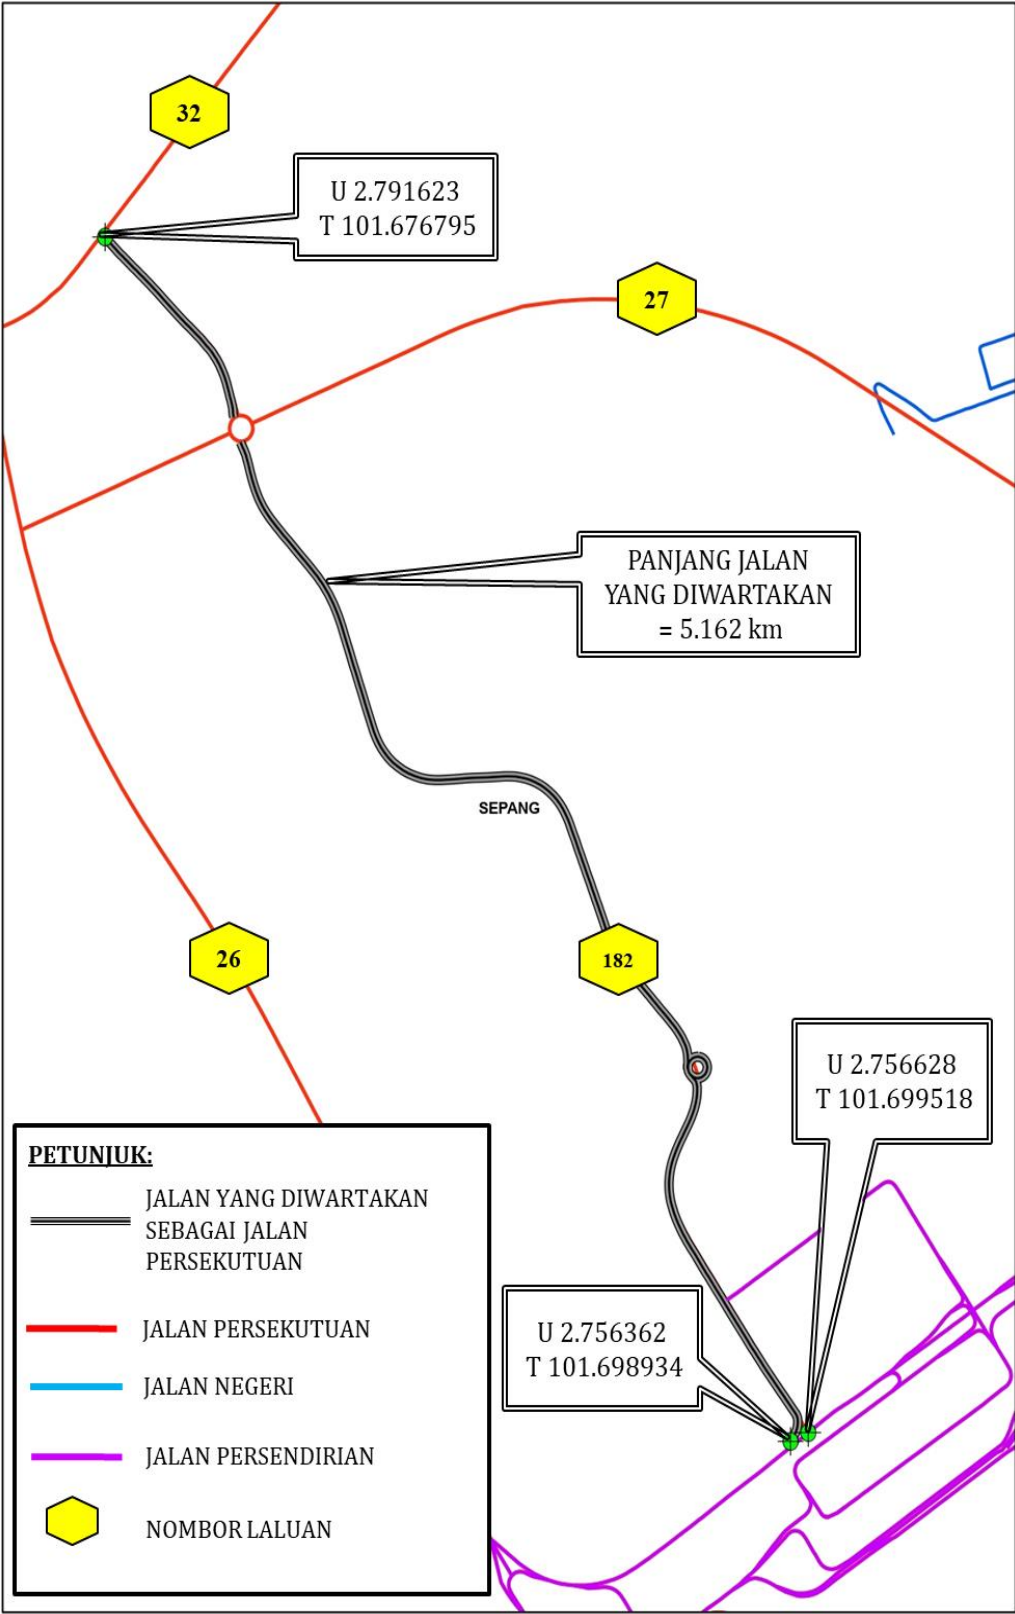 32
U 2.791623
T 101.676795
27
PANJANG JALAN
YANG DIWARTAKAN
= 5.162 km
SEPANG
26
182
U 2.756628
T 101.699518
U 2.756362
T 101.698934
PETUNJUK:
JALAN YANG DIWARTAKAN
SEBAGAI JALAN
PERSEKUTUAN
JALAN PERSEKUTUAN
JALAN NEGERI
JALAN PERSENDIRIAN
NOMBOR LALUAN